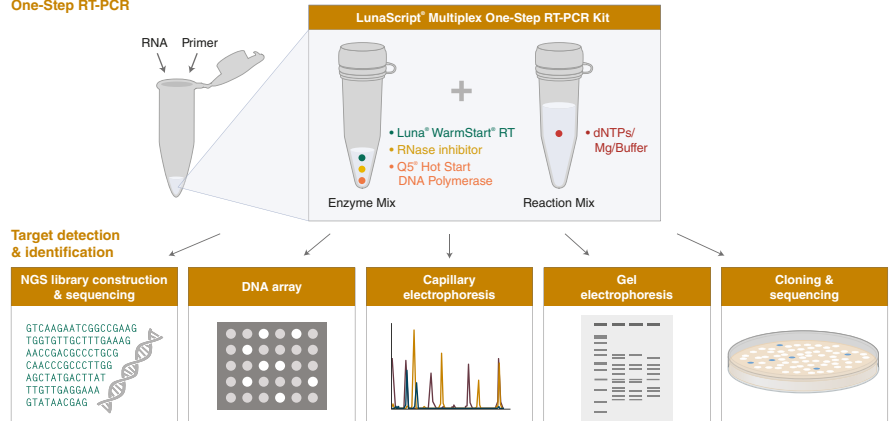 One-Step RT-PCR
LunaScript® Multiplex One-Step RT-PCR Kit
RNA Primer
+
• Luna® WarmStart® RT
• RNase inhibitor
• Q5® Hot Start
DNA Polymerase
• dNTPs/
Mg/Buffer
Enzyme Mix
Reaction Mix
Target detection
& identification
NGS library construction
& sequencing
DNA array
Capillary
electrophoresis
Gel
electrophoresis
Cloning &
sequencing
GTCAAGAATCGGCCGAAG
TGGTGTTGCTTTGAAAG
AACCGACGCCCTGCG
CAACCCGCCCTTGG
AGCTATGACTTAT
TTGTTGAGGAAA
GTATAACGAG